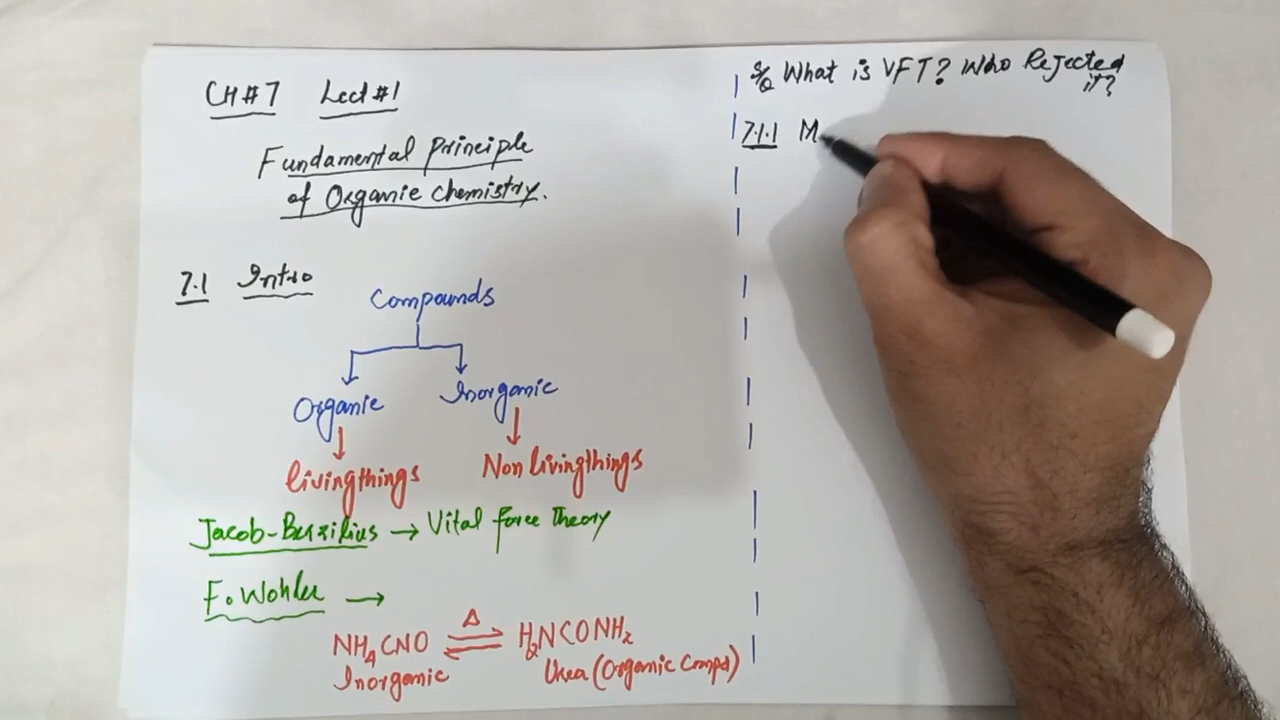 CH#7 Lect#1
Fundamental Principle
of Organic Chemistry.
7.1 Intro
Compounds
Organic Inorganic
livingthings Non livingthings
Jacob-Berzilius → Vital force Theory
F. Wohler →
Δ
NH₄CNO ⇌ H₂NCONH₂
Inorganic Urea (Organic Compd)
S/Q What is VFT? Who Rejected
it?
7.1.1 M